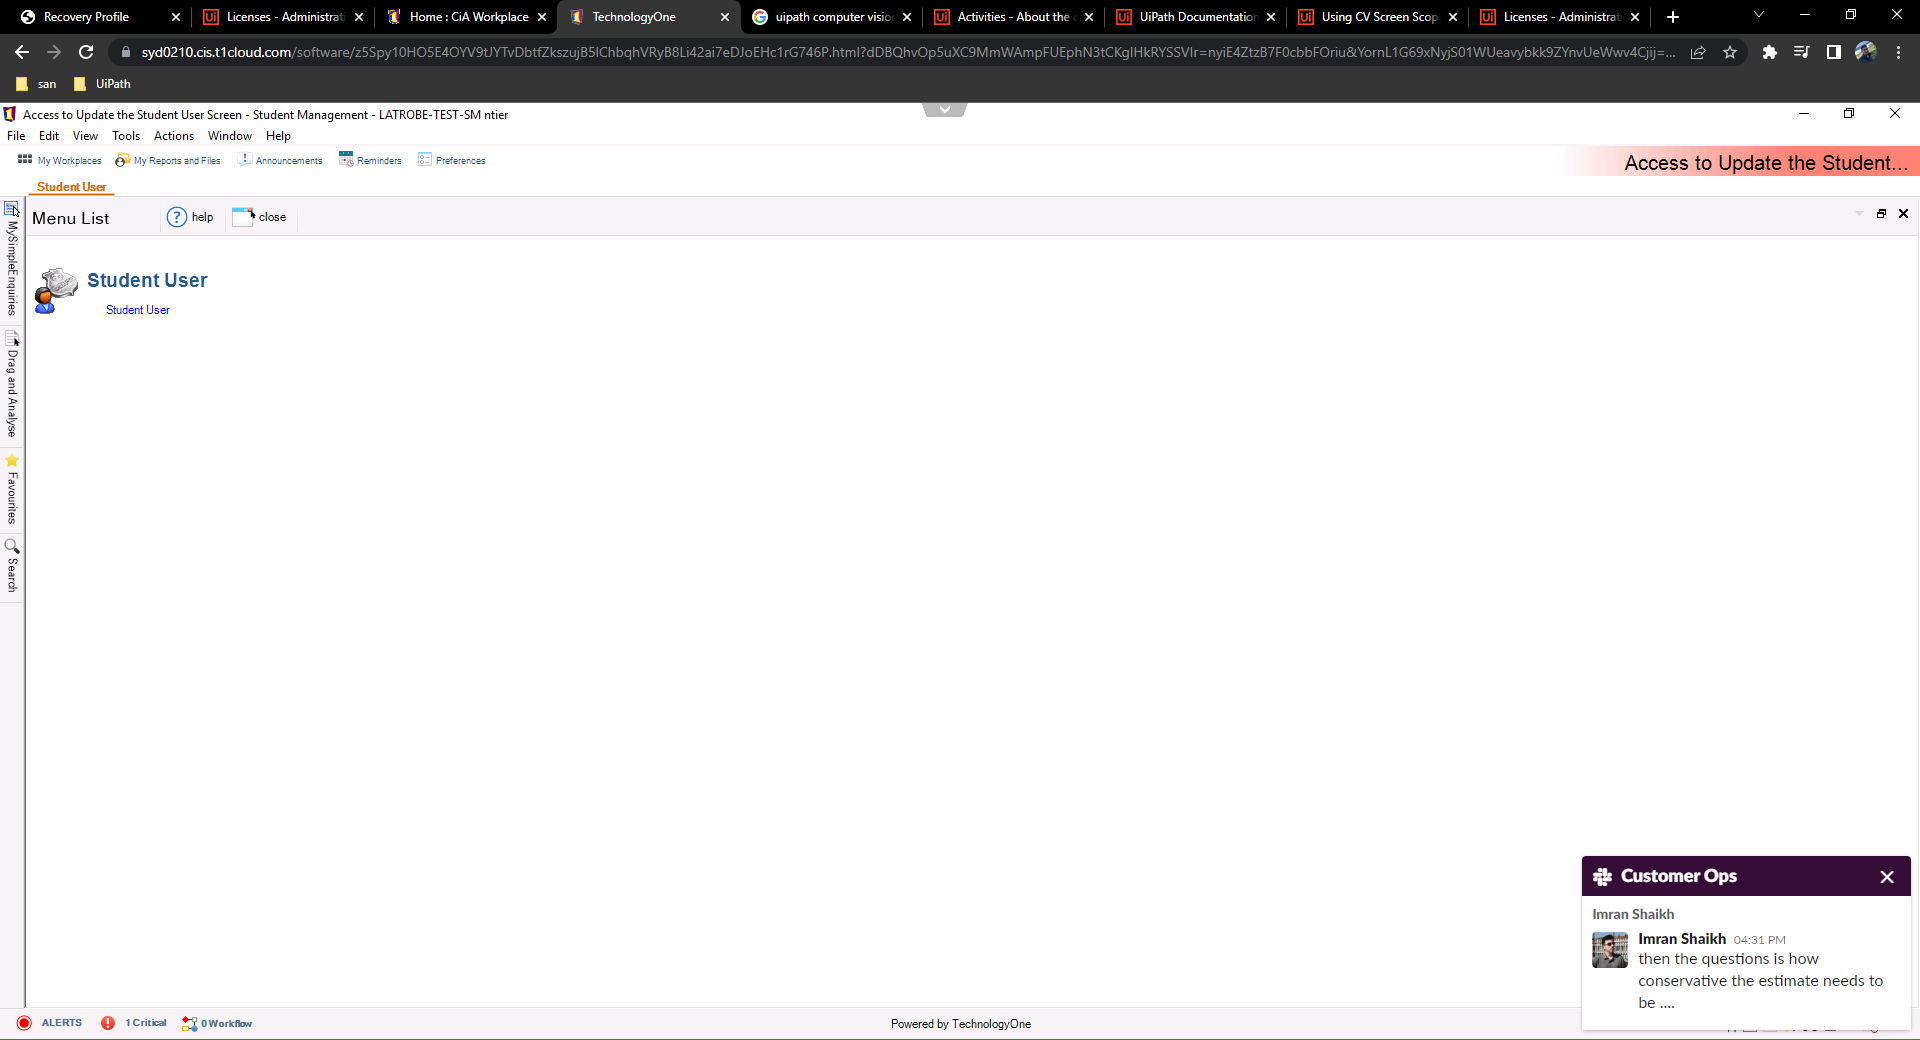 Recovery Profile
Licenses - Administrati
Home : CiA Workplace
TechnologyOne
uipath computer visio
Activities - About the
UiPath Documentation
Using CV Screen Scop
Licenses - Administrat
syd0210.cis.t1cloud.com/software/z5Spy10HO5E4OYV9tJYTvDbtfZkszujB5IChbqhVRyB8Li42ai7eDJoEHc1rG746P.html?dDBQhvOp5uXC9MmWAmpFUEphN3tCKgIHkRYSSVIr=nyiE4ZtzB7F0cbbFOriu&YornL1G69xNyjS01WUeavybkk9ZYnvUeWwv4Cjij=...
san
UiPath
Access to Update the Student User Screen - Student Management - LATROBE-TEST-SM ntier
File Edit View Tools Actions Window Help
My Workplaces My Reports and Files Announcements Reminders Preferences
Access to Update the Student...
Student User
Menu List
help
close
MySimpleEnquiries
Drag and Analyse
Favourites
Search
Student User
Student User
Customer Ops
Imran Shaikh
Imran Shaikh 04:31 PM
then the questions is how
conservative the estimate needs to
be ....
ALERTS
1 Critical
0 Workflow
Powered by TechnologyOne